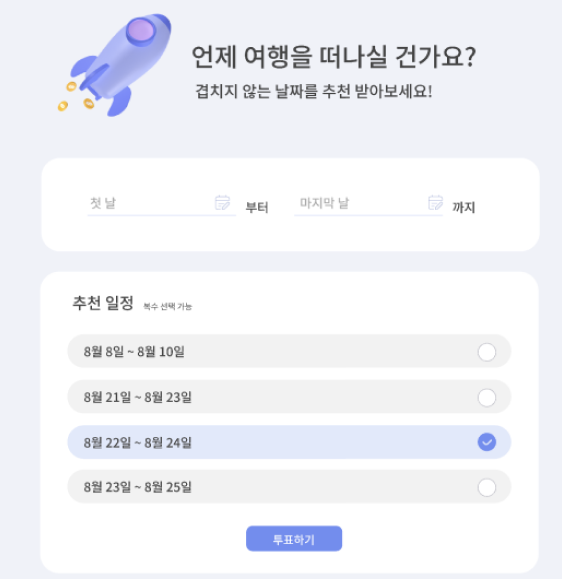 언제 여행을 떠나실 건가요?
겹치지 않는 날짜를 추천 받아보세요!
첫 날 부터 마지막 날 까지
추천 일정 복수 선택 가능
8월 8일 ~ 8월 10일
8월 21일 ~ 8월 23일
8월 22일 ~ 8월 24일
8월 23일 ~ 8월 25일
투표하기